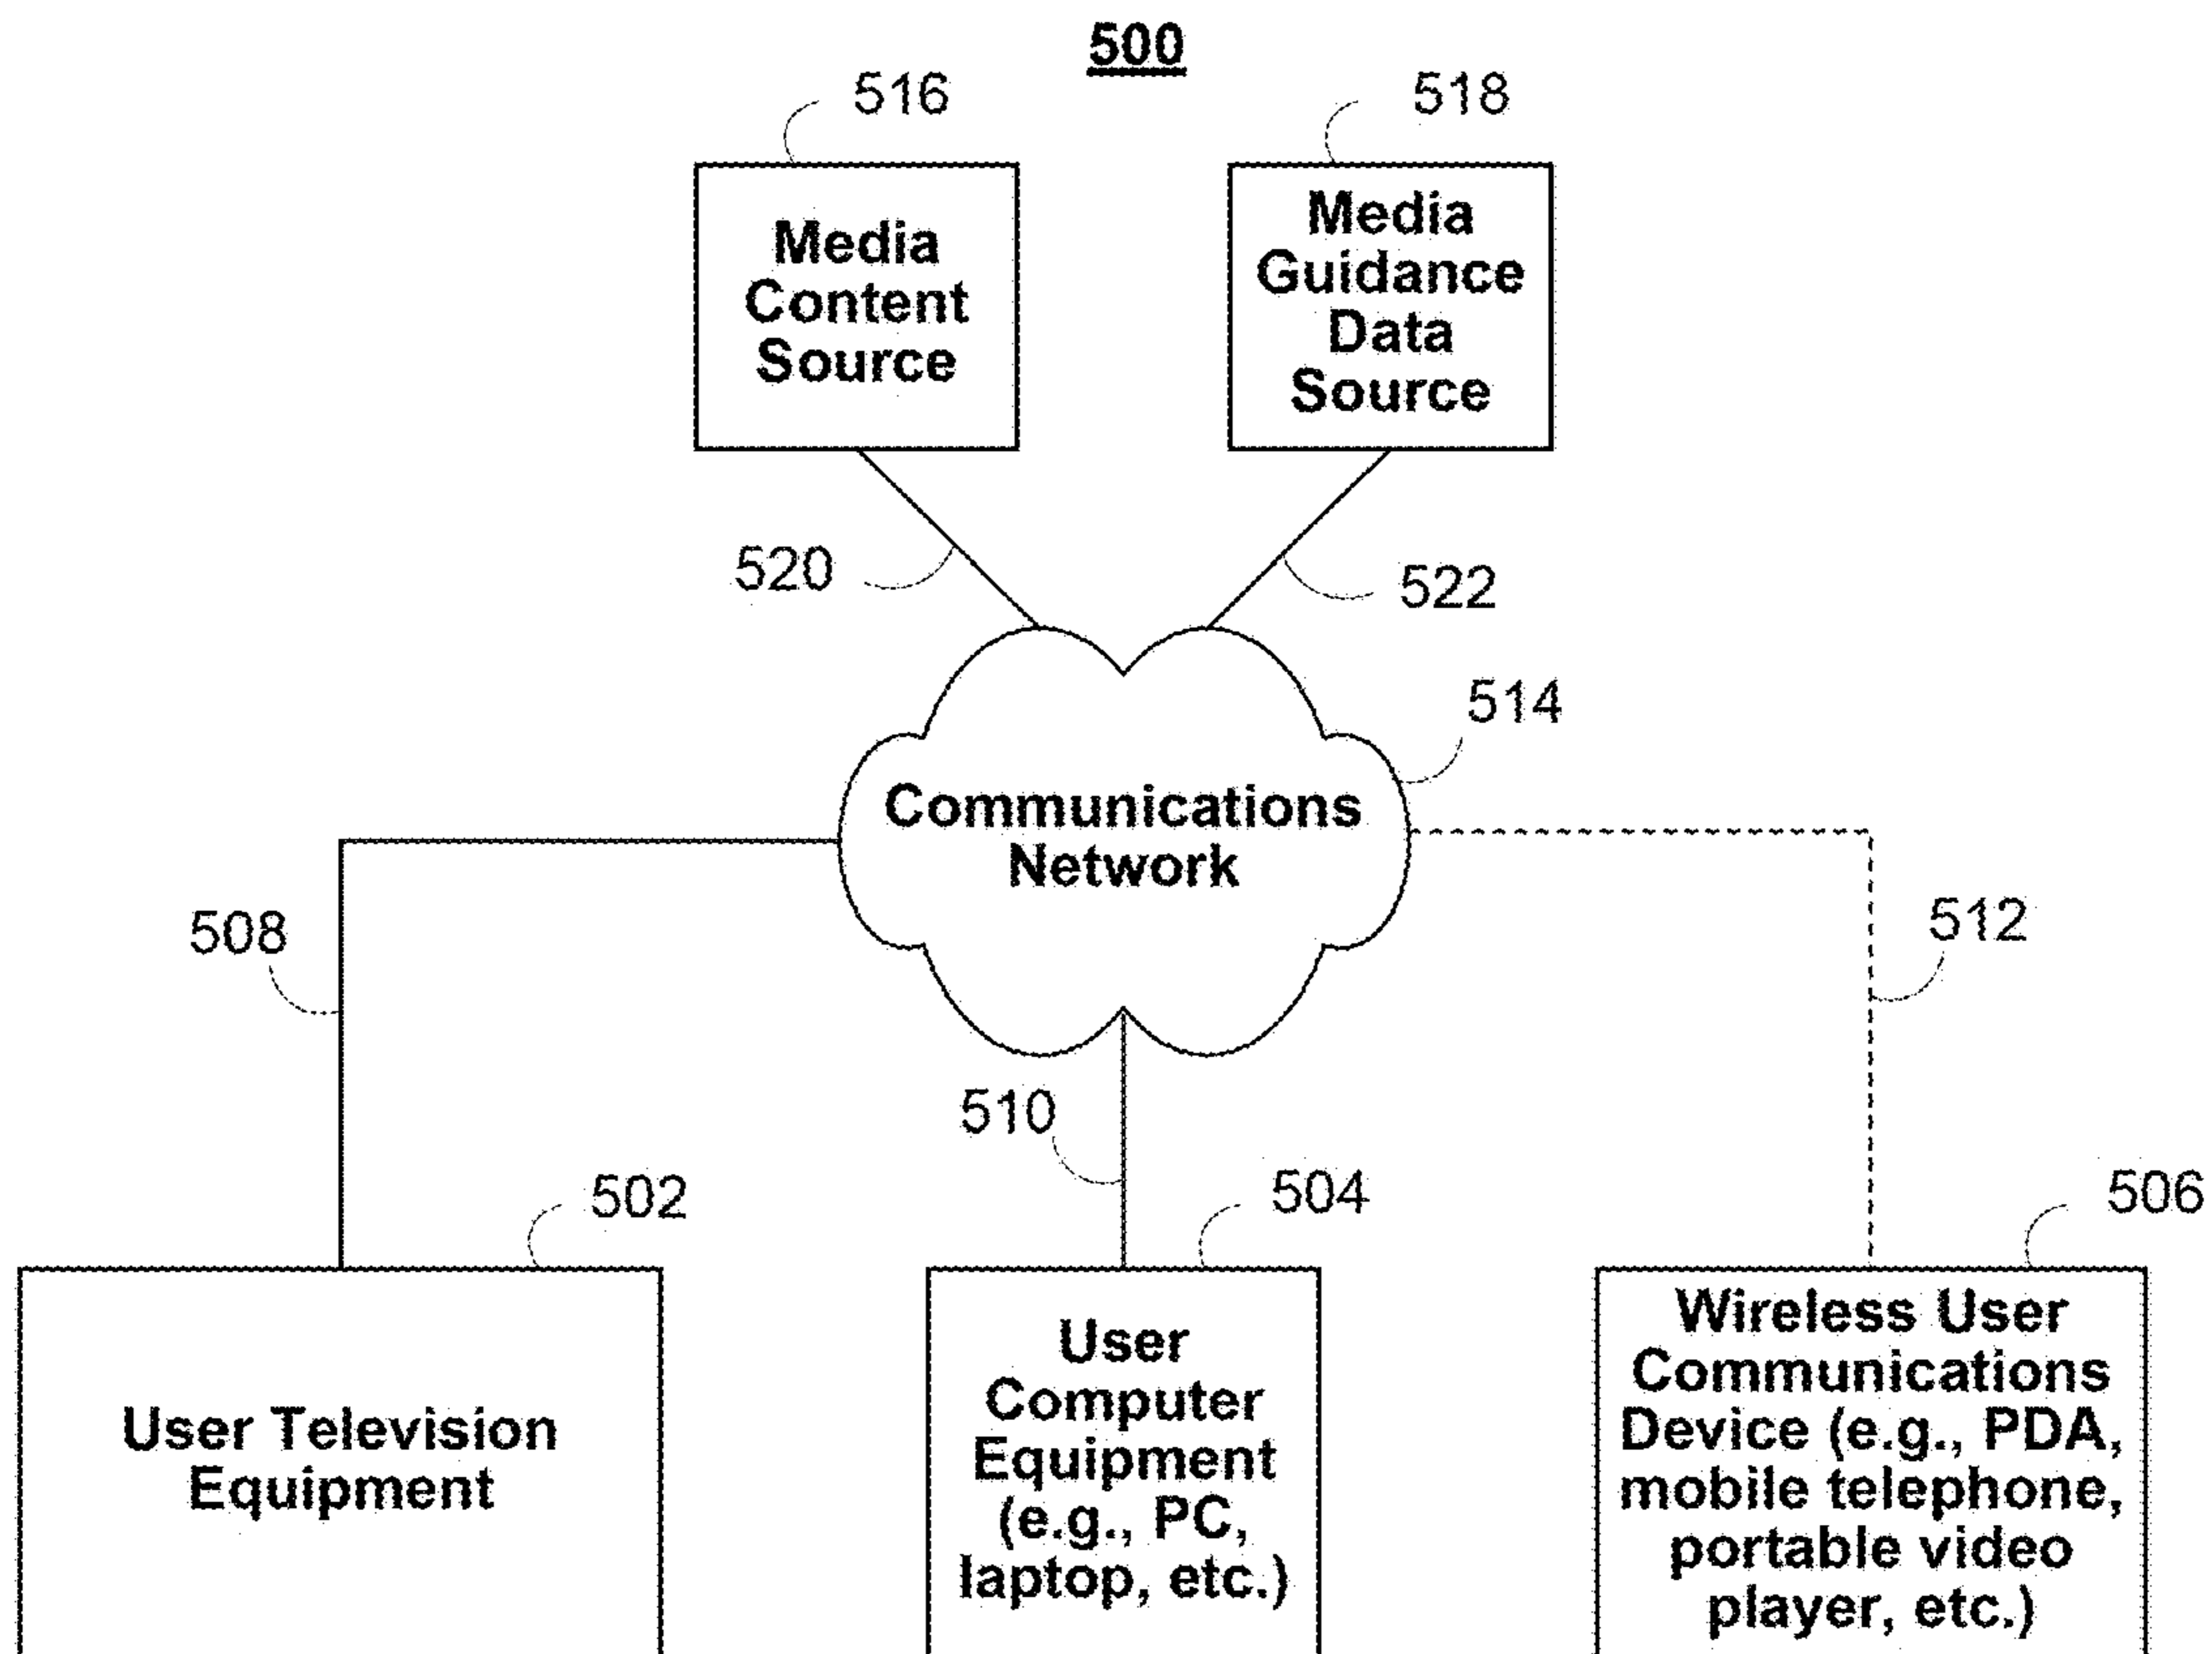 500
516
518
Media
Content
Source
Media
Guidance
Data
Source
520
522
514
Communications
Network
508
512
510
502
504
506
User Television
Equipment
User
Computer
Equipment
(e.g., PC,
laptop, etc.)
Wireless User
Communications
Device (e.g., PDA,
mobile telephone,
portable video
player, etc.)